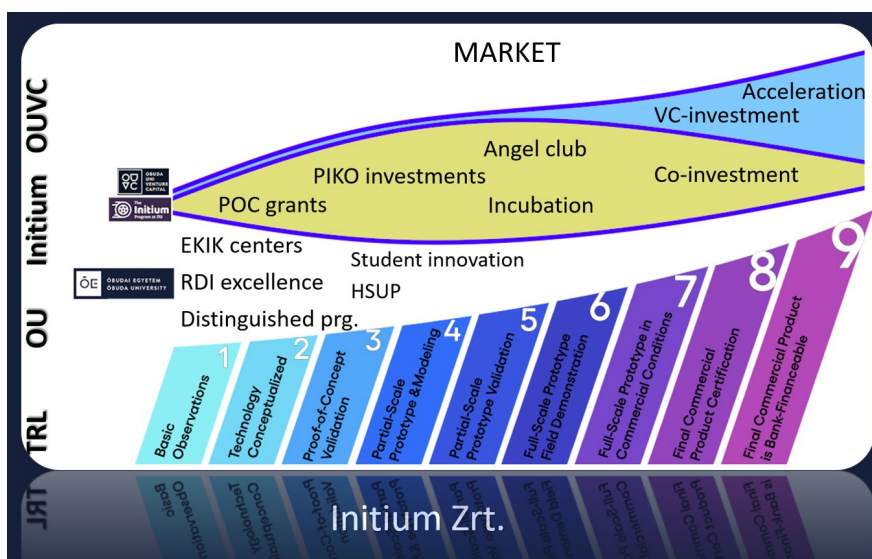 MARKET
OUVC
Initium
OU
TRL
Acceleration
VC-investment
Angel club
PIKO investments
Co-investment
POC grants
Incubation
OUVC
OBUDA
UNI
VENTURE
CAPITAL
The
Initium
Program at OU
EKIK centers
Student innovation
RDI excellence
HSUP
Distinguished prg.
ŌE
ÓBUDAI EGYETEM
ÓBUDA UNIVERSITY
1
Basic
Observations
2
Technology
Conceptualized
3
Proof-of-Concept
Validation
4
Partial-Scale
Prototype &Modeling
5
Partial-Scale
Prototype Validation
6
Full-Scale Prototype
Field Demonstration
7
Full-Scale Prototype in
Commercial Conditions
8
Final Commercial
Product Certification
9
Final Commercial Product
is Bank-Financeable
Initium Zrt.